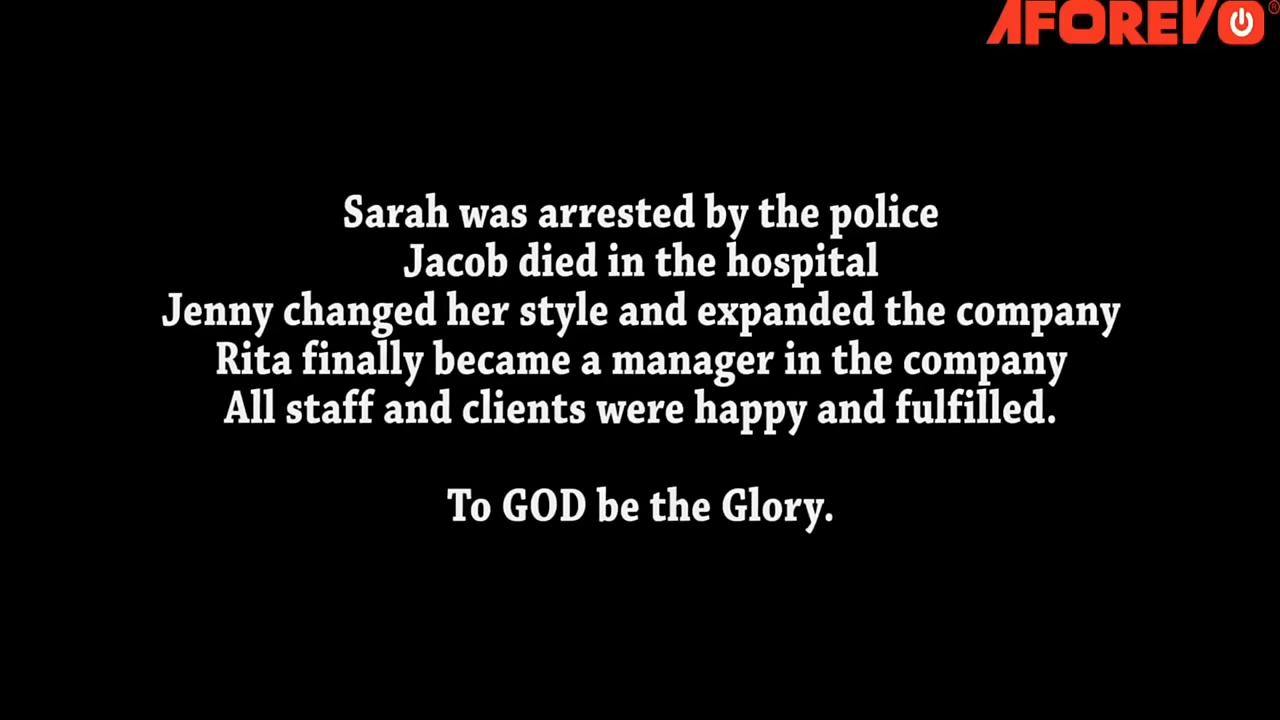 AFOREVO®
Sarah was arrested by the police
Jacob died in the hospital
Jenny changed her style and expanded the company
Rita finally became a manager in the company
All staff and clients were happy and fulfilled.
To GOD be the Glory.